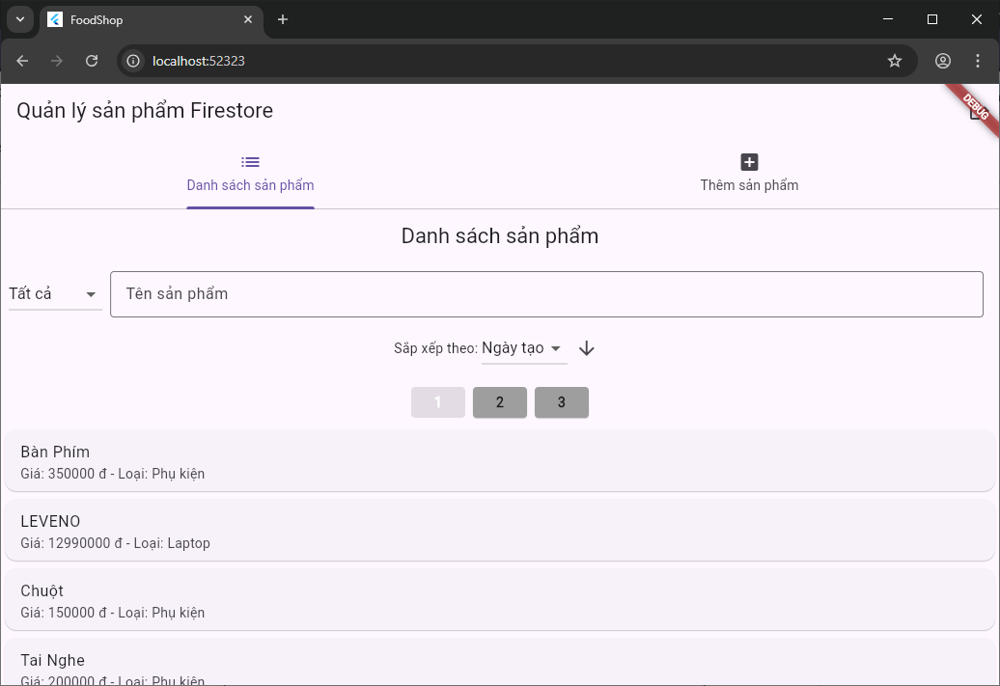 FoodShop
localhost:52323
Quản lý sản phẩm Firestore
DEBUG
Danh sách sản phẩm
Thêm sản phẩm
Danh sách sản phẩm
Tất cả
Tên sản phẩm
Sắp xếp theo: Ngày tạo
1 2 3
Bàn Phím
Giá: 350000 đ - Loại: Phụ kiện
LEVENO
Giá: 12990000 đ - Loại: Laptop
Chuột
Giá: 150000 đ - Loại: Phụ kiện
Tai Nghe
Giá: 200000 đ - Loại: Phụ kiện